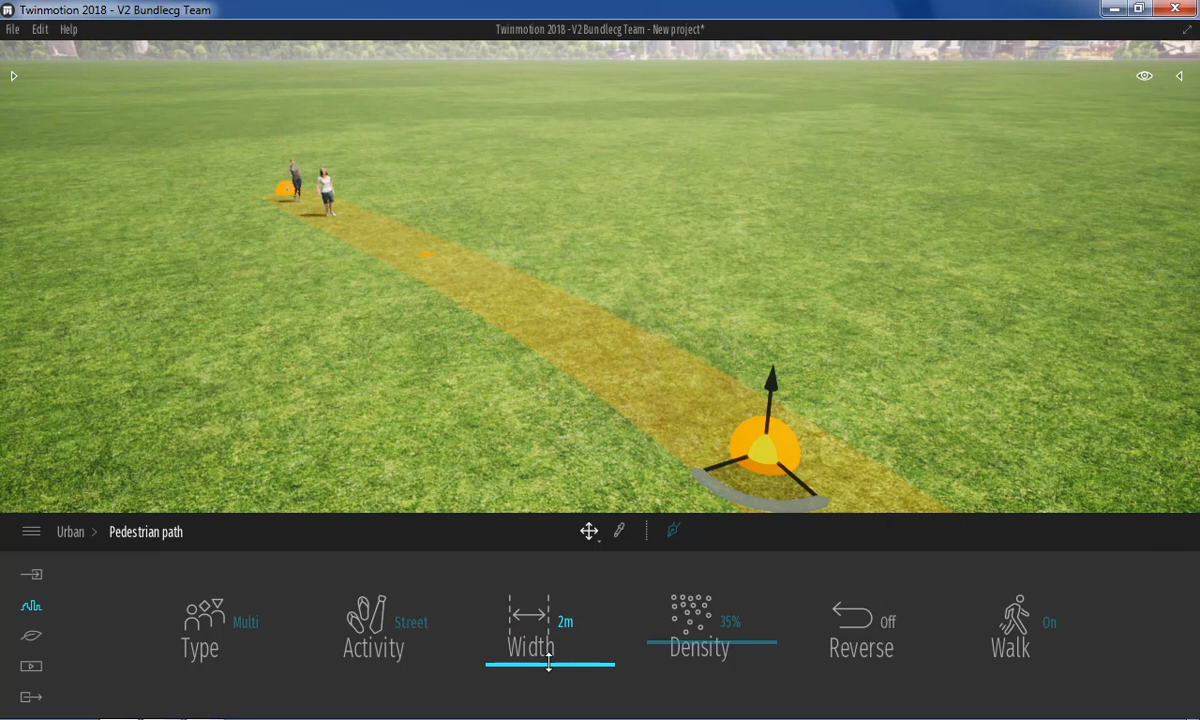 Twinmotion 2018 - V2 Bundlecg Team
File Edit Help
Twinmotion 2018 - V2 Bundlecg Team - New project*
Urban > Pedestrian path
Multi
Type
Street
Activity
2m
Width
35%
Density
Off
Reverse
On
Walk